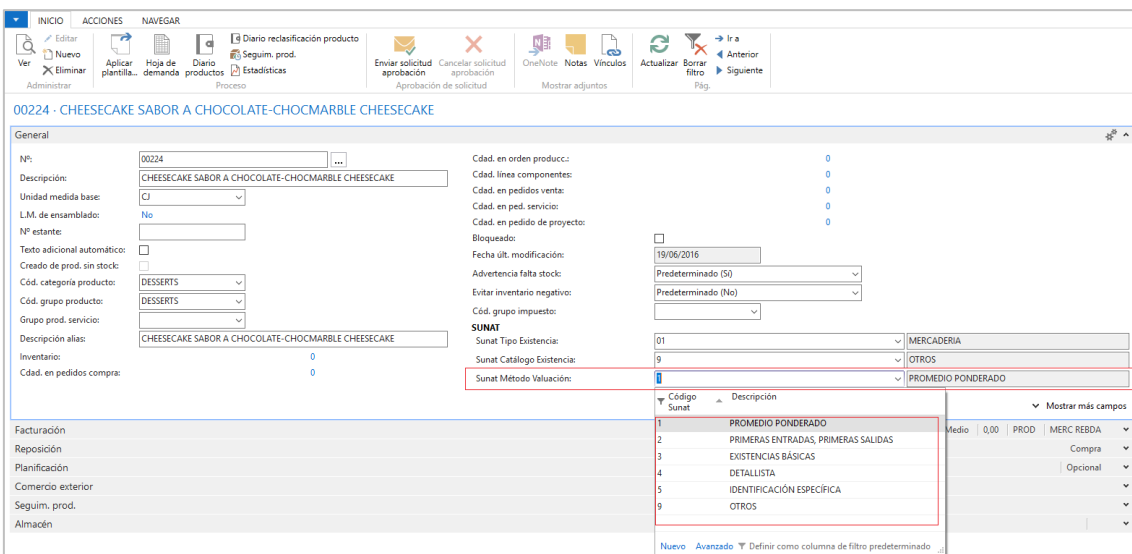 INICIO ACCIONES NAVEGAR
Ver
Editar
Nuevo
Eliminar
Administrar
Aplicar plantilla...
Hoja de demanda
Diario productos
Diario reclasificación producto
Seguim. prod.
Estadísticas
Proceso
Enviar solicitud aprobación
Cancelar solicitud aprobación
Aprobación de solicitud
OneNote
Notas
Vínculos
Mostrar adjuntos
Actualizar
Borrar filtro
Ir a
Anterior
Siguiente
Pág.
00224 · CHEESECAKE SABOR A CHOCOLATE-CHOCMARBLE CHEESECAKE
General
Nº: 00224 ...
Descripción: CHEESECAKE SABOR A CHOCOLATE-CHOCMARBLE CHEESECAKE
Unidad medida base: CJ
L.M. de ensamblado: No
Nº estante:
Texto adicional automático:
Creado de prod. sin stock:
Cód. categoría producto: DESSERTS
Cód. grupo producto: DESSERTS
Grupo prod. servicio:
Descripción alias: CHEESECAKE SABOR A CHOCOLATE-CHOCMARBLE CHEESECAKE
Inventario: 0
Cdad. en pedidos compra: 0
Cdad. en orden producc.: 0
Cdad. línea componentes: 0
Cdad. en pedidos venta: 0
Cdad. en ped. servicio: 0
Cdad. en pedido de proyecto: 0
Bloqueado:
Fecha últ. modificación: 19/06/2016
Advertencia falta stock: Predeterminado (Sí)
Evitar inventario negativo: Predeterminado (No)
Cód. grupo impuesto:
SUNAT
Sunat Tipo Existencia: 01 MERCADERIA
Sunat Catálogo Existencia: 9 OTROS
Sunat Método Valuación: 1 PROMEDIO PONDERADO
Código Sunat Descripción
1 PROMEDIO PONDERADO
2 PRIMERAS ENTRADAS, PRIMERAS SALIDAS
3 EXISTENCIAS BÁSICAS
4 DETALLISTA
5 IDENTIFICACIÓN ESPECÍFICA
9 OTROS
Nuevo Avanzado Definir como columna de filtro predeterminado
Mostrar más campos
Facturación Medio 0,00 PROD MERC REBDA
Reposición Compra
Planificación Opcional
Comercio exterior
Seguim. prod.
Almacén